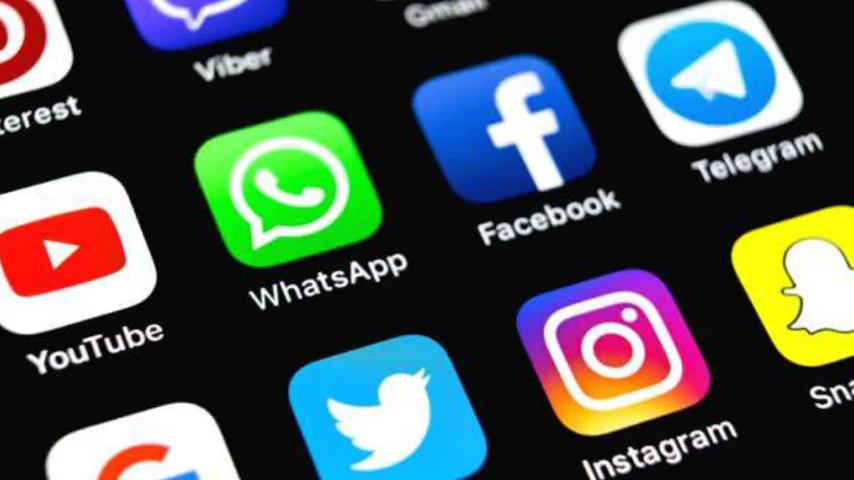 Viber
Gmail
terest
WhatsApp
Facebook
Telegram
YouTube
Instagram
Sna